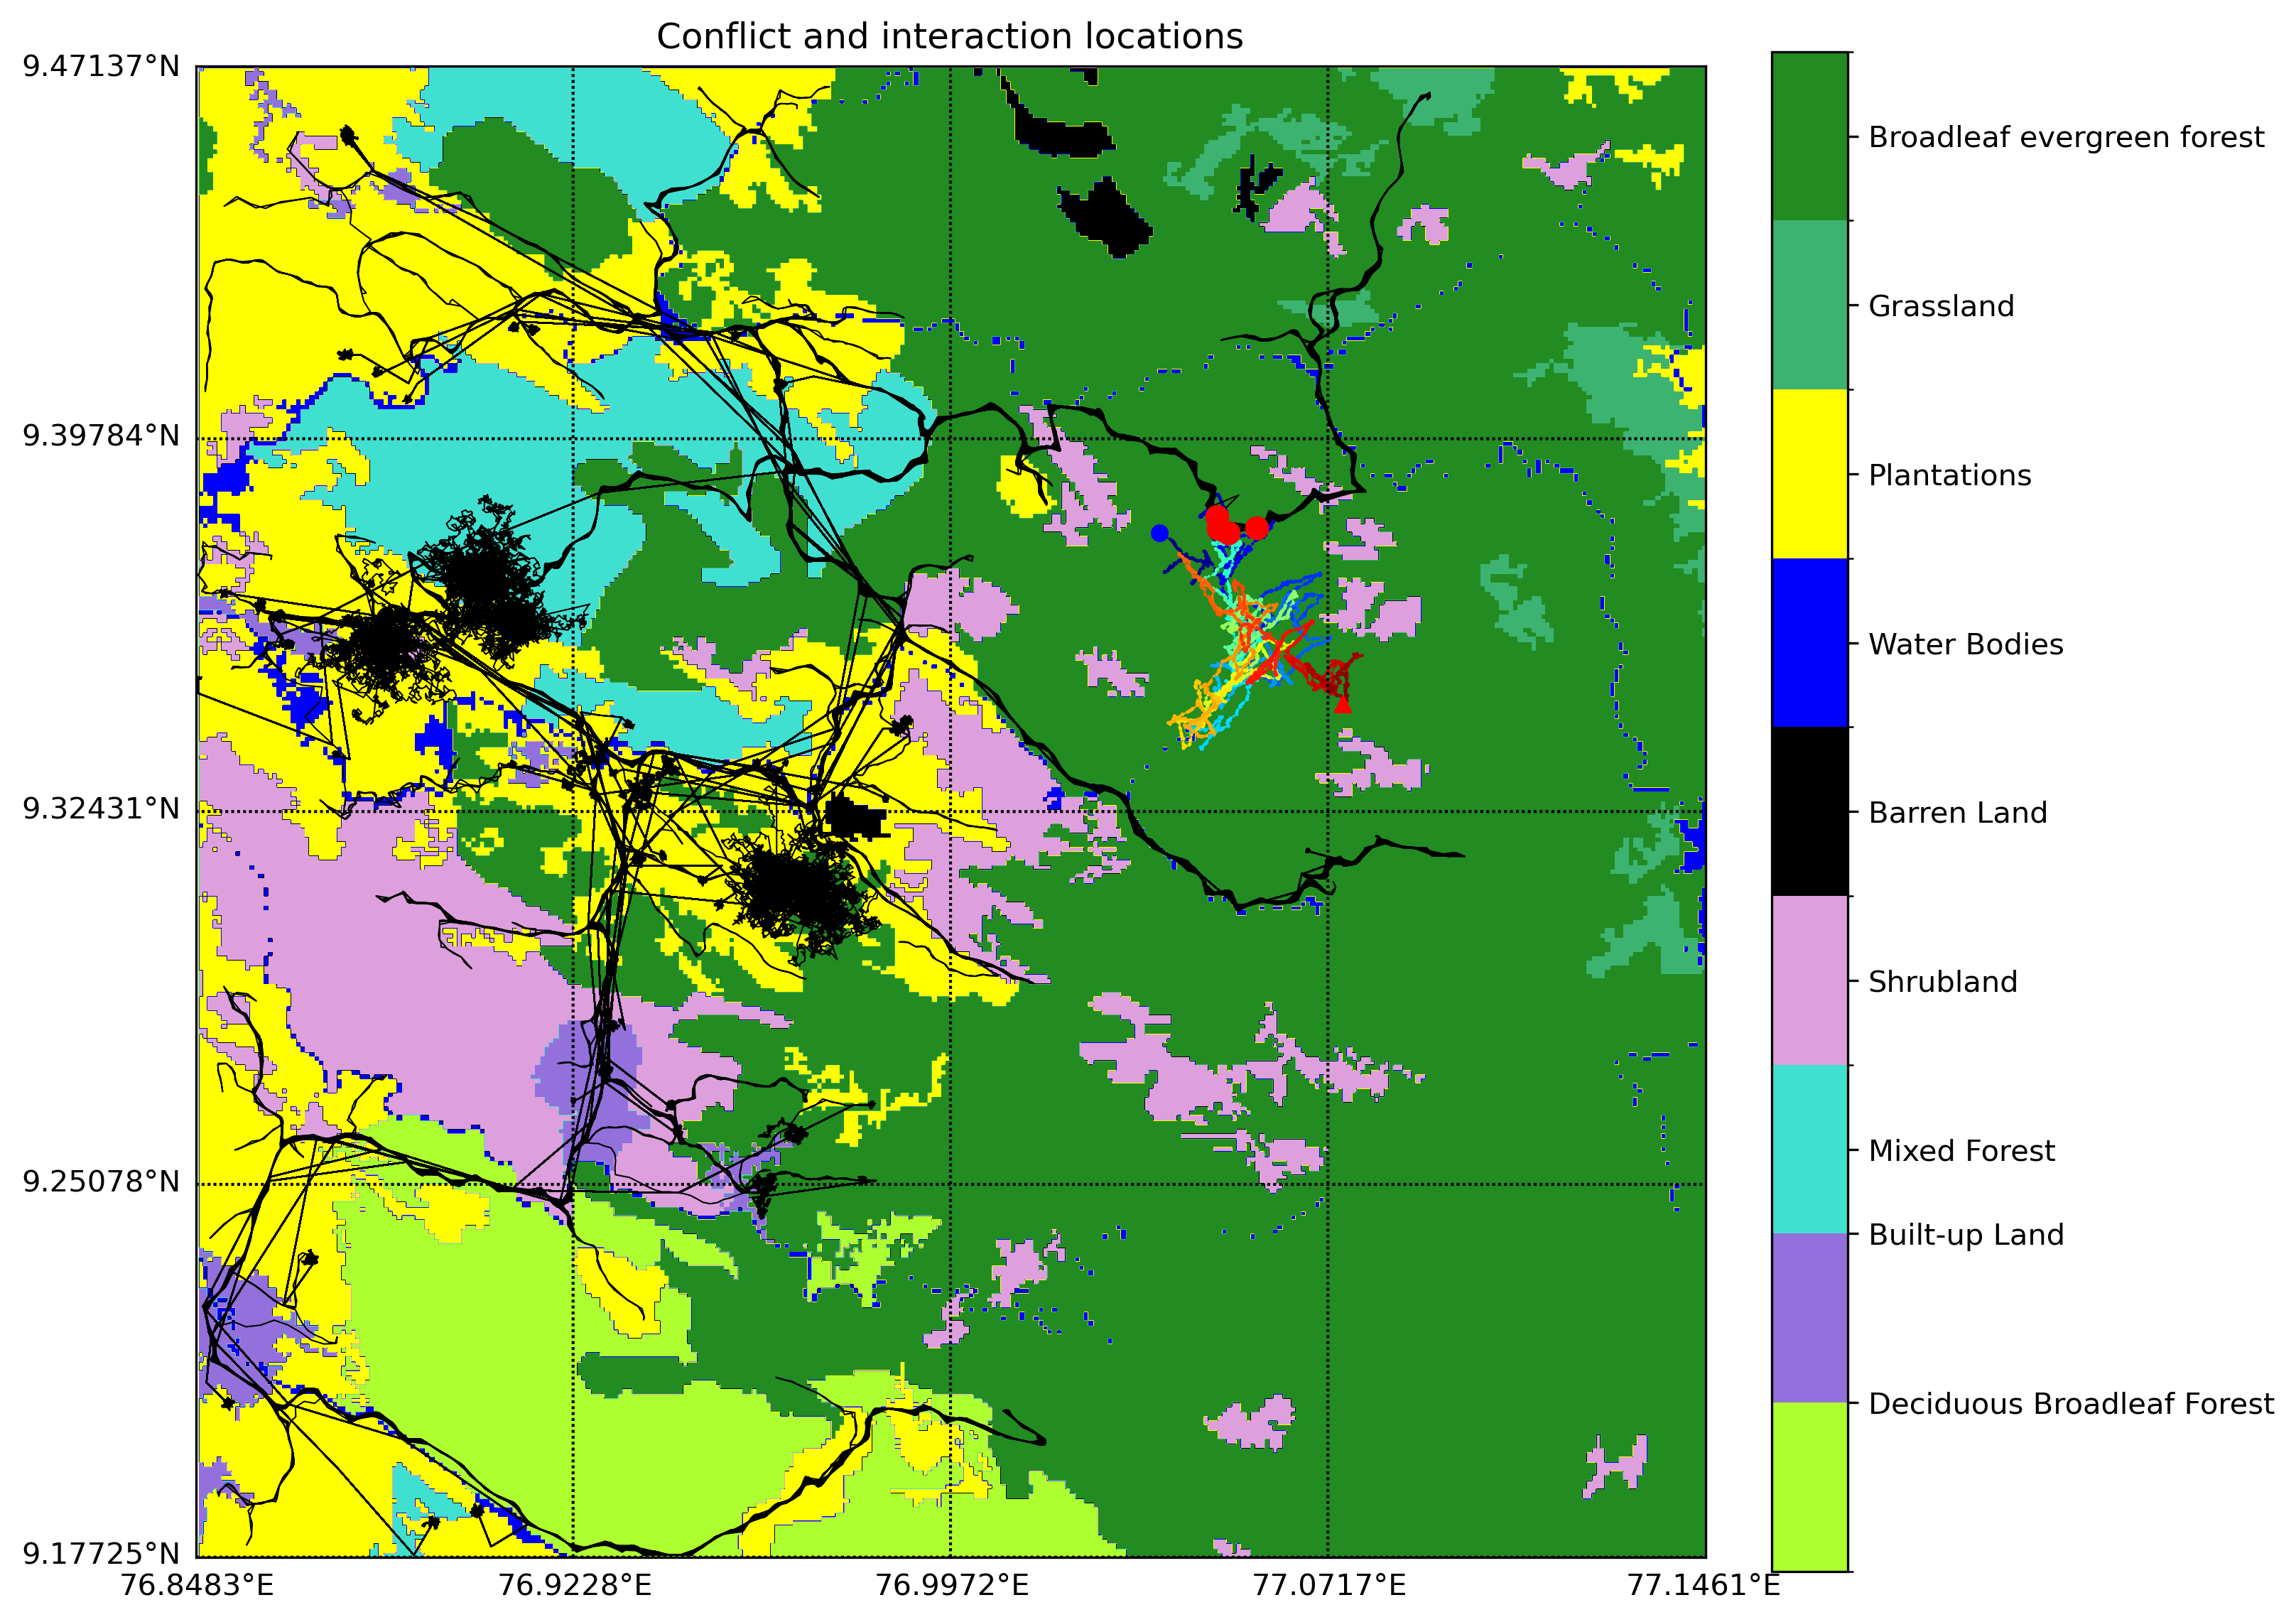 Conflict and interaction locations
9.47137°N
9.39784°N
9.32431°N
9.25078°N
9.17725°N
76.8483°E
76.9228°E
76.9972°E
77.0717°E
77.1461°E
Broadleaf evergreen forest
Grassland
Plantations
Water Bodies
Barren Land
Shrubland
Mixed Forest
Built-up Land
Deciduous Broadleaf Forest